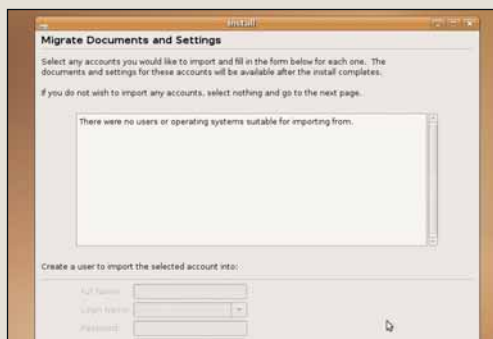 Install
Migrate Documents and Settings
Select any accounts you would like to import and fill in the form below for each one. The
documents and settings for these accounts will be available after the install completes.
If you do not wish to import any accounts, select nothing and go to the next page.
There were no users or operating systems suitable for importing from.
Create a user to import the selected account into:
Full Name:
Login Name:
Password: